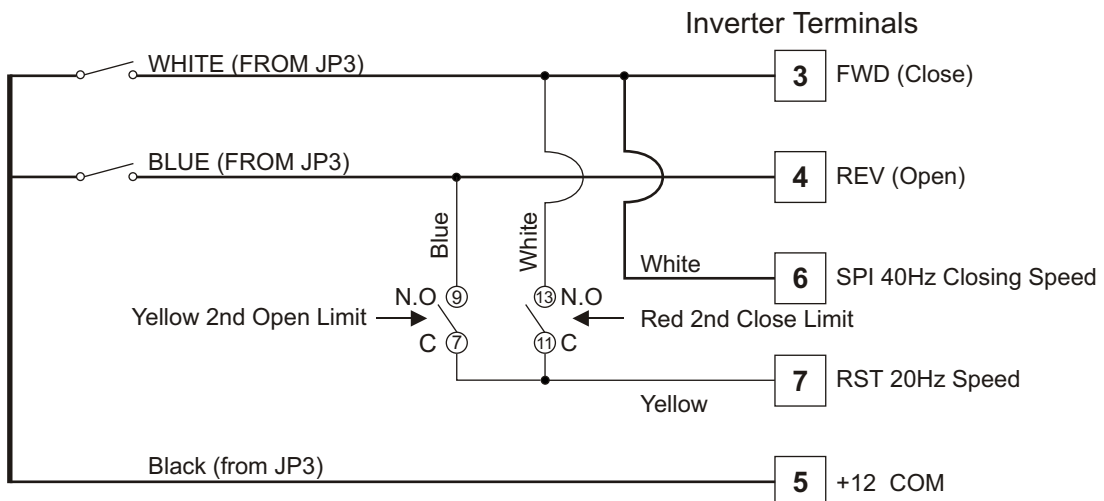 Inverter Terminals
WHITE (FROM JP3)
3 FWD (Close)
BLUE (FROM JP3)
4 REV (Open)
Blue
White
White
6 SPI 40Hz Closing Speed
N.O 9
13 N.O
Yellow 2nd Open Limit
Red 2nd Close Limit
C 7
11 C
7 RST 20Hz Speed
Yellow
Black (from JP3)
5 +12 COM